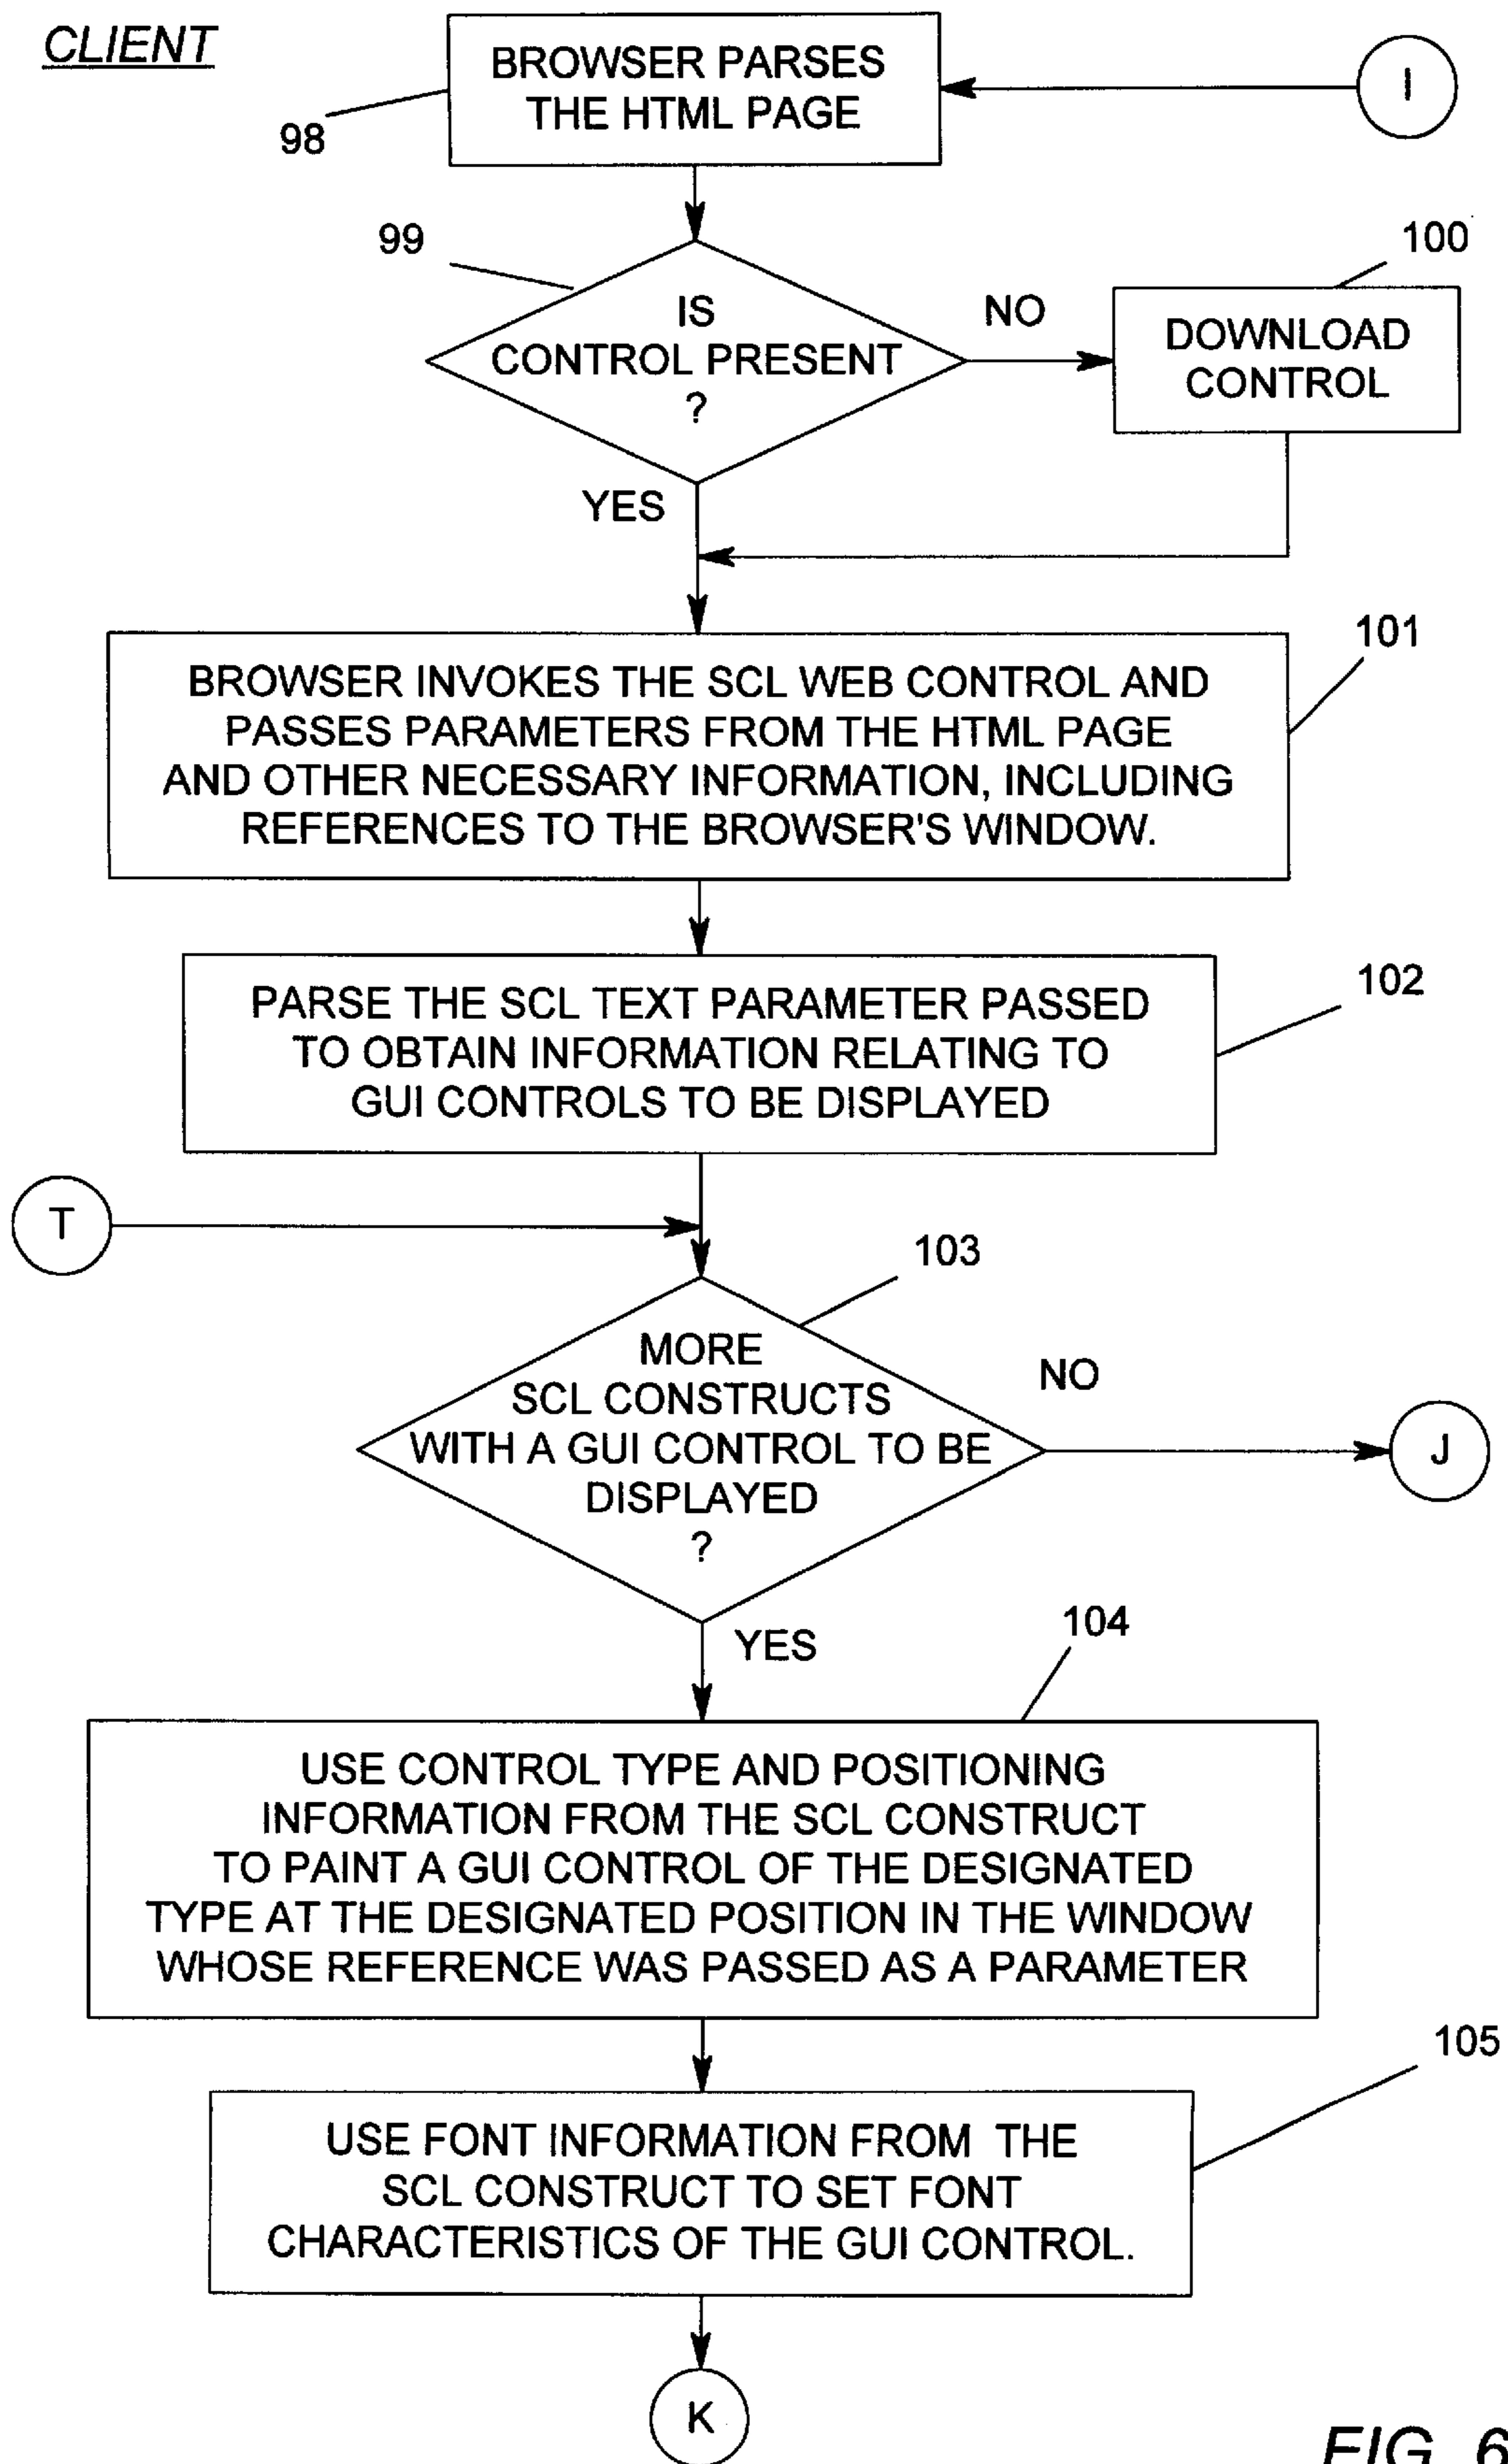 CLIENT
BROWSER PARSES
THE HTML PAGE
I
98
99
IS
CONTROL PRESENT
?
NO
100
DOWNLOAD
CONTROL
YES
101
BROWSER INVOKES THE SCL WEB CONTROL AND
PASSES PARAMETERS FROM THE HTML PAGE
AND OTHER NECESSARY INFORMATION, INCLUDING
REFERENCES TO THE BROWSER'S WINDOW.
102
PARSE THE SCL TEXT PARAMETER PASSED
TO OBTAIN INFORMATION RELATING TO
GUI CONTROLS TO BE DISPLAYED
T
103
MORE
SCL CONSTRUCTS
WITH A GUI CONTROL TO BE
DISPLAYED
?
NO
J
YES
104
USE CONTROL TYPE AND POSITIONING
INFORMATION FROM THE SCL CONSTRUCT
TO PAINT A GUI CONTROL OF THE DESIGNATED
TYPE AT THE DESIGNATED POSITION IN THE WINDOW
WHOSE REFERENCE WAS PASSED AS A PARAMETER
105
USE FONT INFORMATION FROM THE
SCL CONSTRUCT TO SET FONT
CHARACTERISTICS OF THE GUI CONTROL.
K
FIG. 6